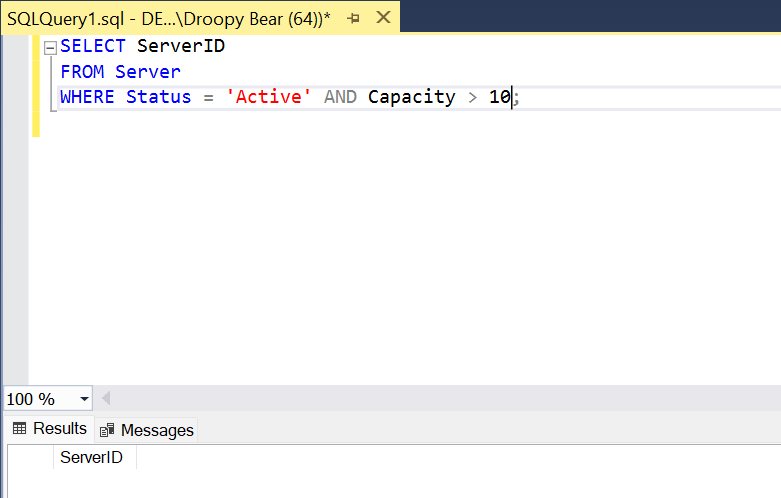 SQLQuery1.sql - DE...\Droopy Bear (64))*
SELECT ServerID
FROM Server
WHERE Status = 'Active' AND Capacity > 10;
100 %
Results Messages
ServerID